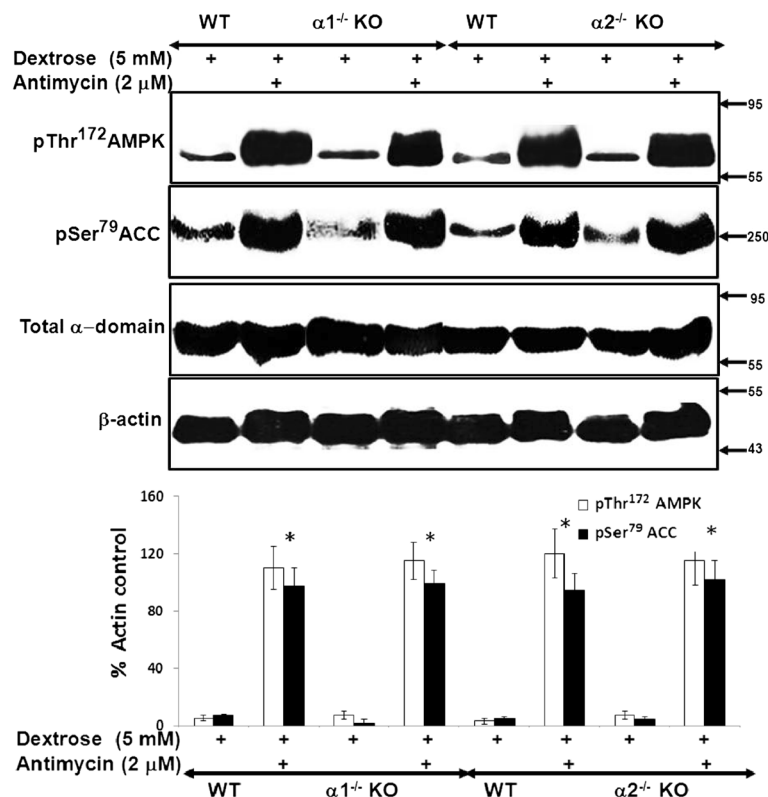 WT α1-/- KO WT α2-/- KO
Dextrose (5 mM) + + + + + + + +
Antimycin (2 μM) + + + +
95
pThr172AMPK
55
pSer79ACC
250
95
Total α–domain
55
55
β-actin
43
160
pThr172 AMPK
* * * *
pSer79 ACC
120
80
% Actin control
40
0
Dextrose (5 mM) + + + + + + + +
Antimycin (2 μM) + + + +
WT α1-/- KO WT α2-/- KO